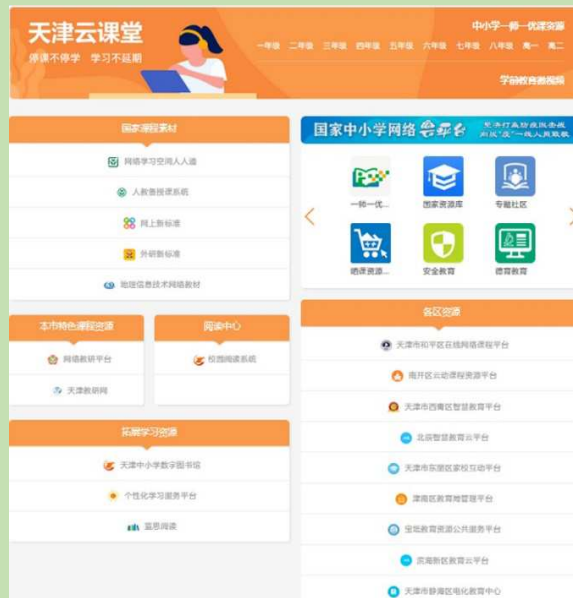 天津云课堂
停课不停学 学习不延期
中小学一师一优课资源
一年级 二年级 三年级 四年级 五年级 六年级 七年级 八年级 高一 高二
学前教育微视频
国家课程素材
网络学习空间人人通
人教数字授课系统
网上新标准
外研新标准
地理信息技术网络教材
本市特色课程资源
网络教研平台
天津教研网
阅读中心
校园阅读系统
拓展学习资源
天津中小学数字图书馆
个性化学习服务平台
蓝思阅读
国家中小学网络云平台
一师一优...
国家资源库
专题社区
晒课资源...
安全教育
德育教育
各区资源
天津市和平区在线网络课程平台
南开区云动课程资源平台
天津市西青区智慧教育平台
北辰智慧教育云平台
天津市东丽区家校互动平台
津南区教育局管理平台
宝坻教育资源公共服务平台
滨海新区教育云平台
天津市静海区电化教育中心